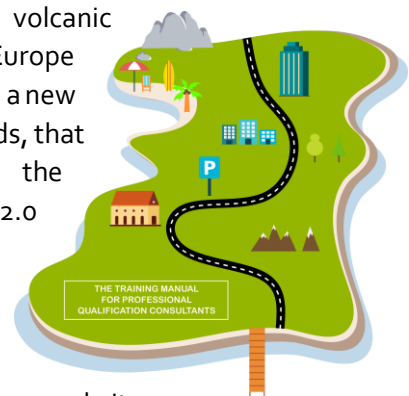 volcanic
Europe
a new
ds, that
the
2.0
P
THE TRAINING MANUAL
FOR PROFESSIONAL
QUALIFICATION CONSULTANTS